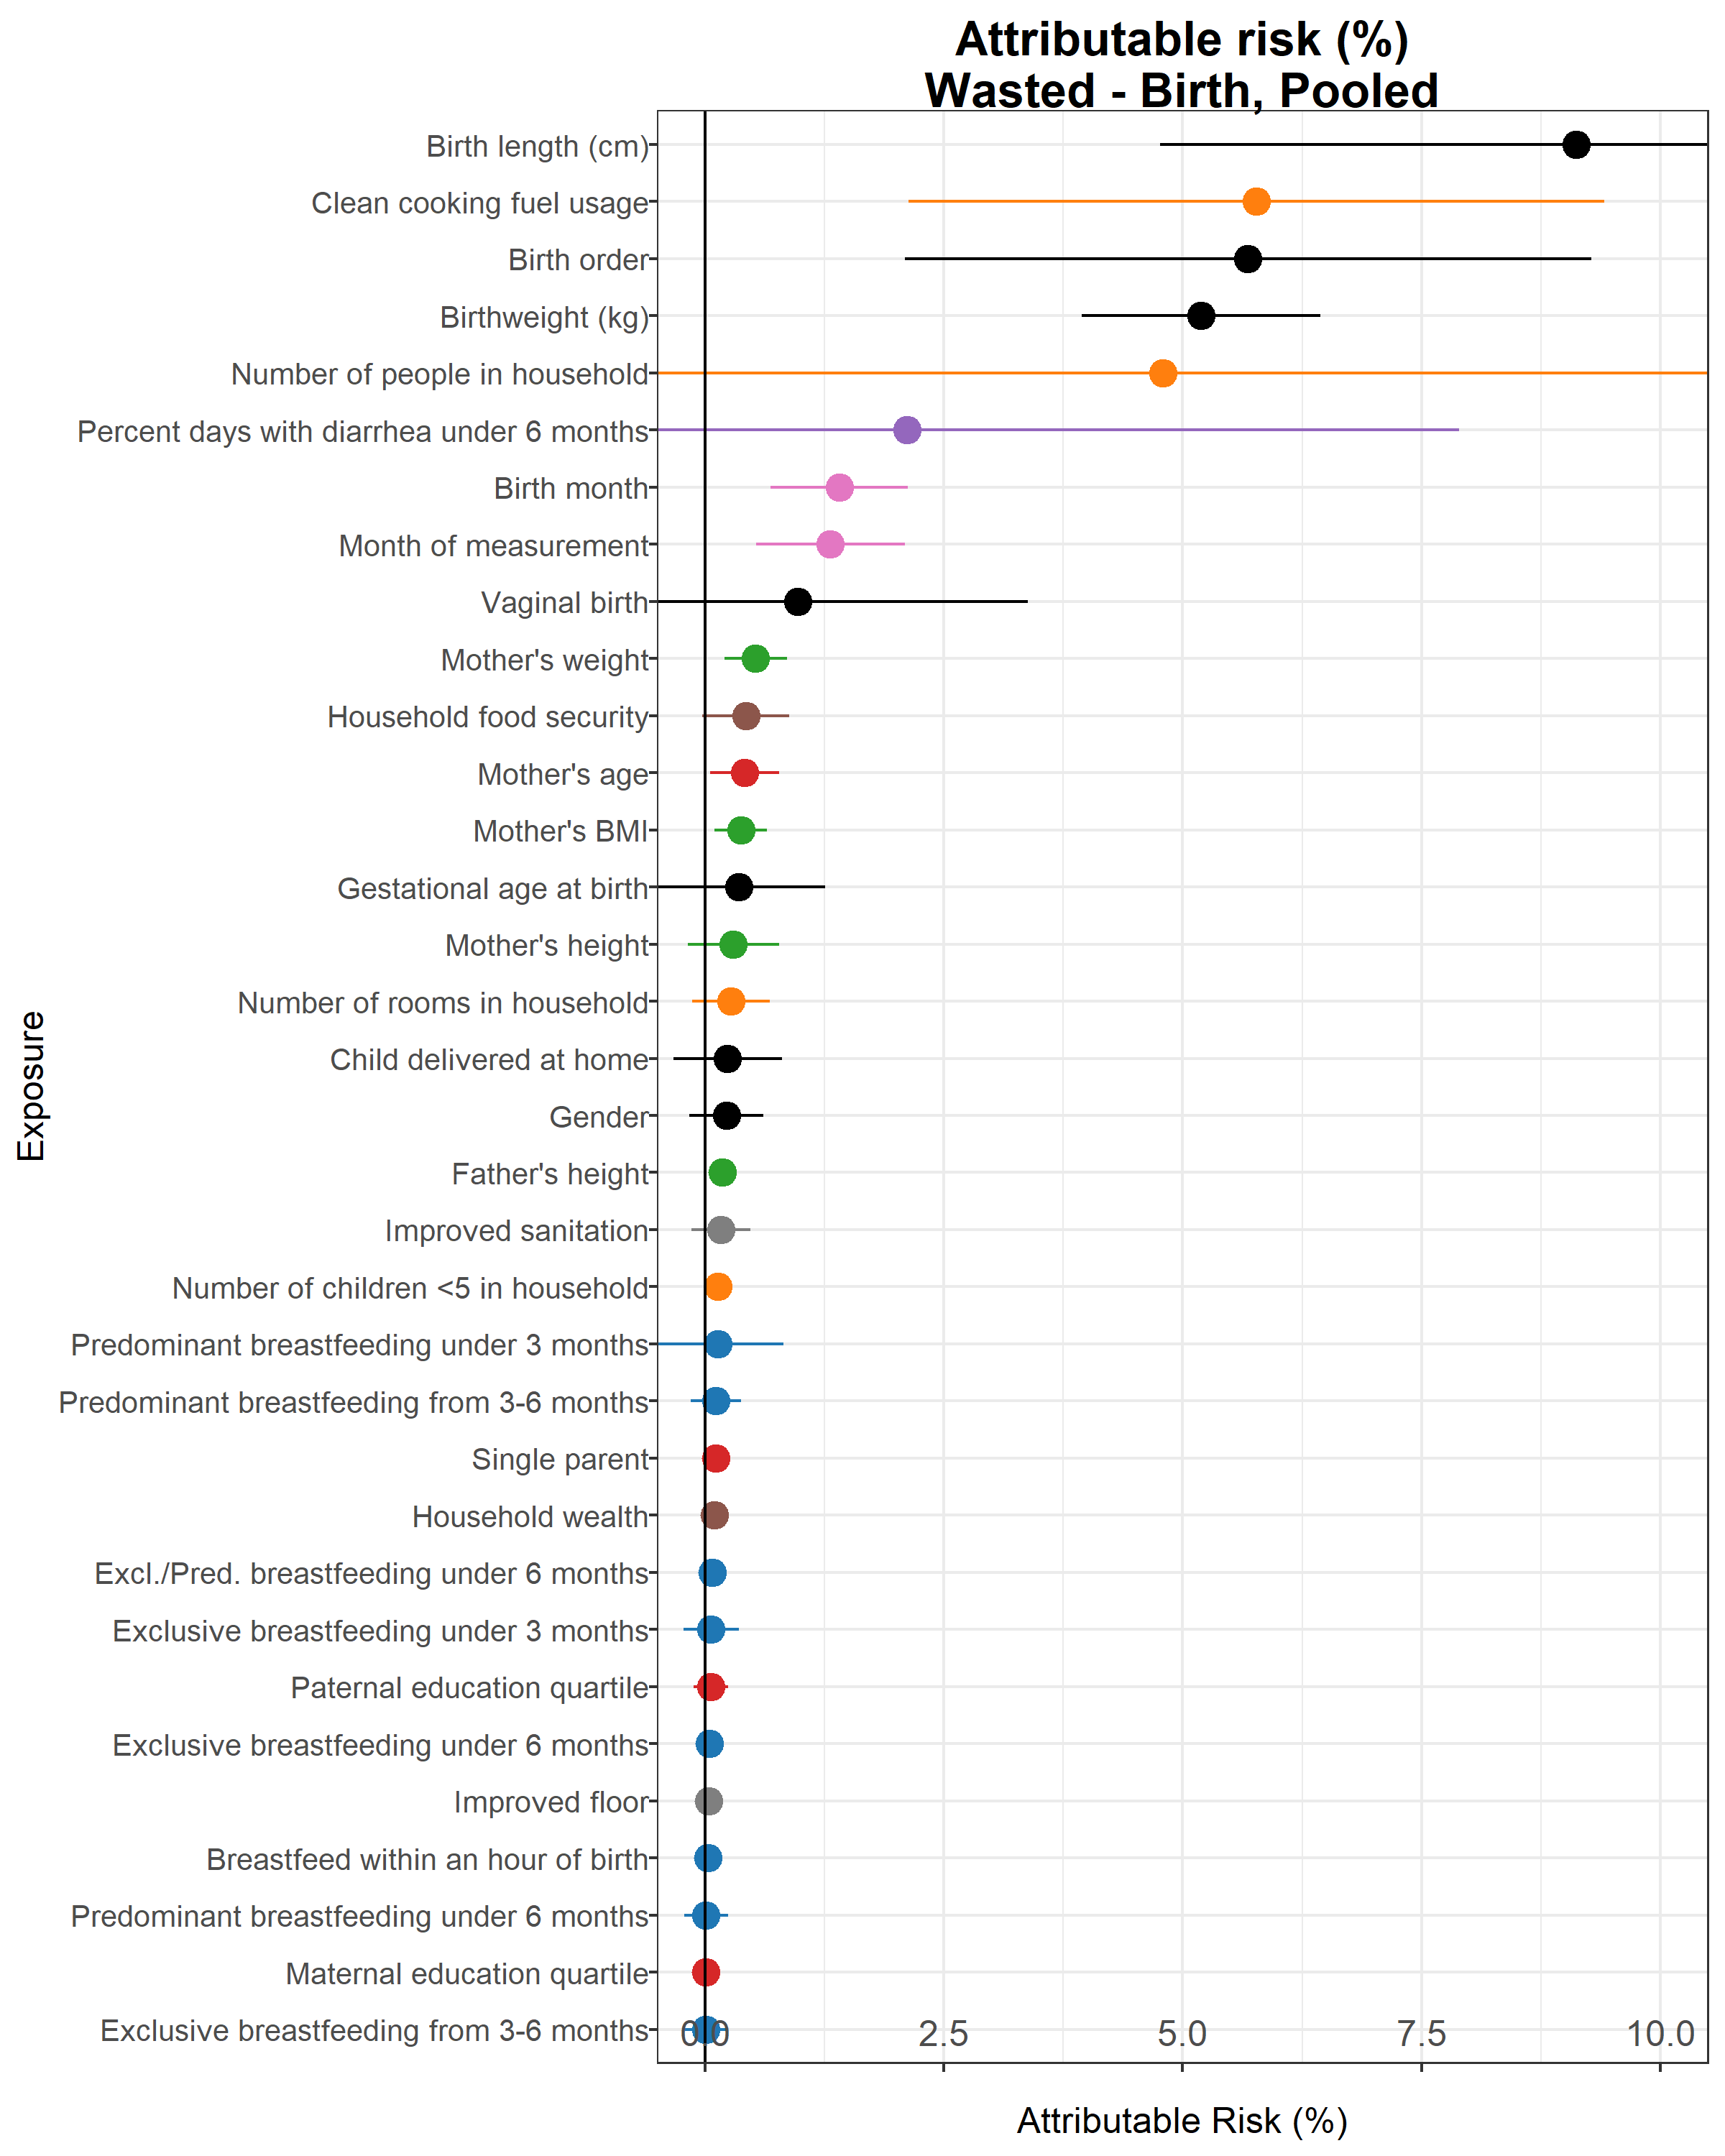 Attributable risk (%)
Wasted - Birth, Pooled
Birth length (cm)
Clean cooking fuel usage
Birth order
Birthweight (kg)
Number of people in household
Percent days with diarrhea under 6 months
Birth month
Month of measurement
Vaginal birth
Mother's weight
Household food security
Mother's age
Mother's BMI
Gestational age at birth
Mother's height
Number of rooms in household
Child delivered at home
Gender
Father's height
Improved sanitation
Number of children <5 in household
Predominant breastfeeding under 3 months
Predominant breastfeeding from 3-6 months
Single parent
Household wealth
Excl./Pred. breastfeeding under 6 months
Exclusive breastfeeding under 3 months
Paternal education quartile
Exclusive breastfeeding under 6 months
Improved floor
Breastfeed within an hour of birth
Predominant breastfeeding under 6 months
Maternal education quartile
Exclusive breastfeeding from 3-6 months
Exposure
0.0 2.5 5.0 7.5 10.0
Attributable Risk (%)